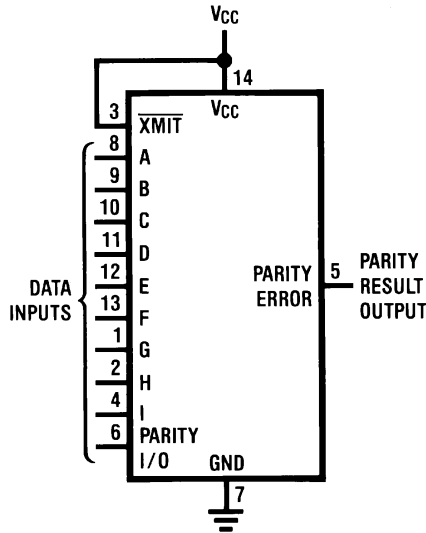 VCC
14
VCC
3
XMIT
8
A
9
B
10
C
11
D
12
E
13
F
1
G
2
H
4
I
6
PARITY
I/O
DATA
INPUTS
PARITY
ERROR
5
PARITY
RESULT
OUTPUT
GND
7